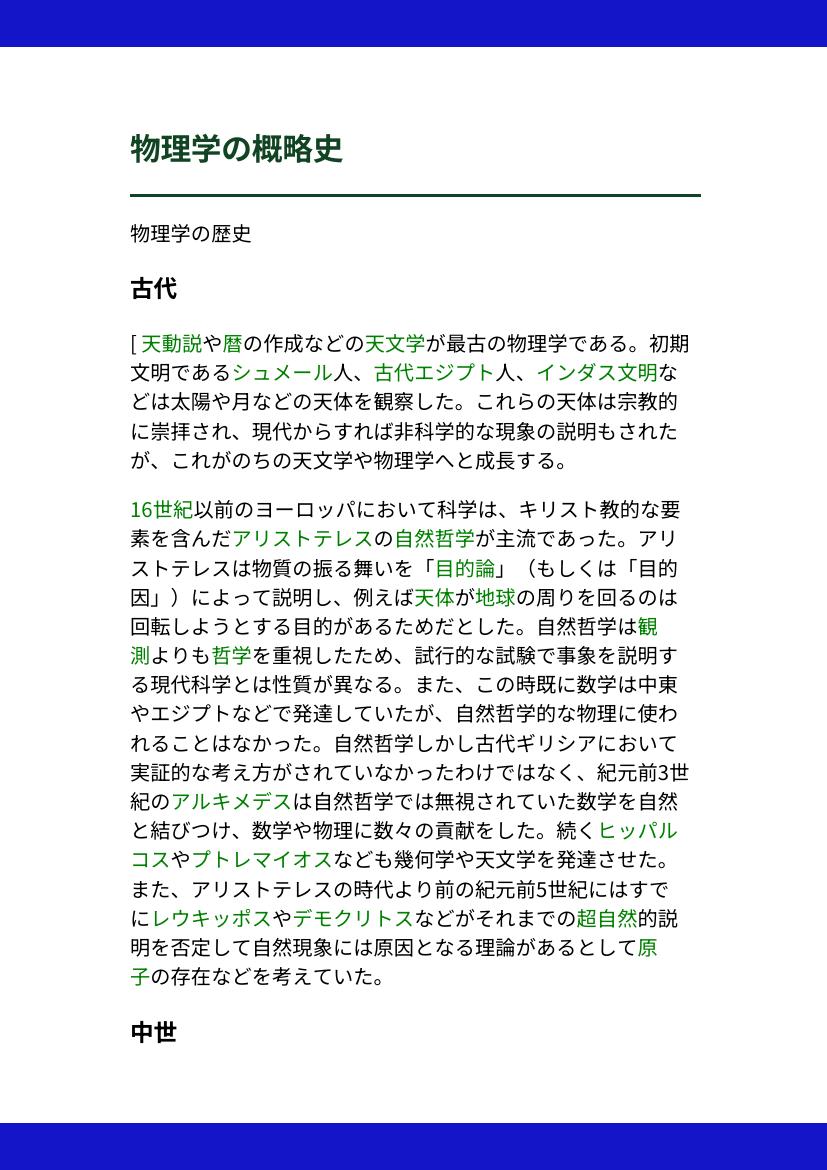 物理学の概略史
物理学の歴史
古代
[ 天動説や暦の作成などの天文学が最古の物理学である。初期
文明であるシュメール人、古代エジプト人、インダス文明な
どは太陽や月などの天体を観察した。これらの天体は宗教的
に崇拝され、現代からすれば非科学的な現象の説明もされた
が、これがのちの天文学や物理学へと成長する。
16世紀以前のヨーロッパにおいて科学は、キリスト教的な要
素を含んだアリストテレスの自然哲学が主流であった。アリ
ストテレスは物質の振る舞いを「目的論」（もしくは「目的
因」）によって説明し、例えば天体が地球の周りを回るのは
回転しようとする目的があるためだとした。自然哲学は観
測よりも哲学を重視したため、試行的な試験で事象を説明す
る現代科学とは性質が異なる。また、この時既に数学は中東
やエジプトなどで発達していたが、自然哲学的な物理に使わ
れることはなかった。自然哲学しかし古代ギリシアにおいて
実証的な考え方がされていなかったわけではなく、紀元前3世
紀のアルキメデスは自然哲学では無視されていた数学を自然
と結びつけ、数学や物理に数々の貢献をした。続くヒッパル
コスやプトレマイオスなども幾何学や天文学を発達させた。
また、アリストテレスの時代より前の紀元前5世紀にはすで
にレウキッポスやデモクリトスなどがそれまでの超自然的説
明を否定して自然現象には原因となる理論があるとして原
子の存在などを考えていた。
中世